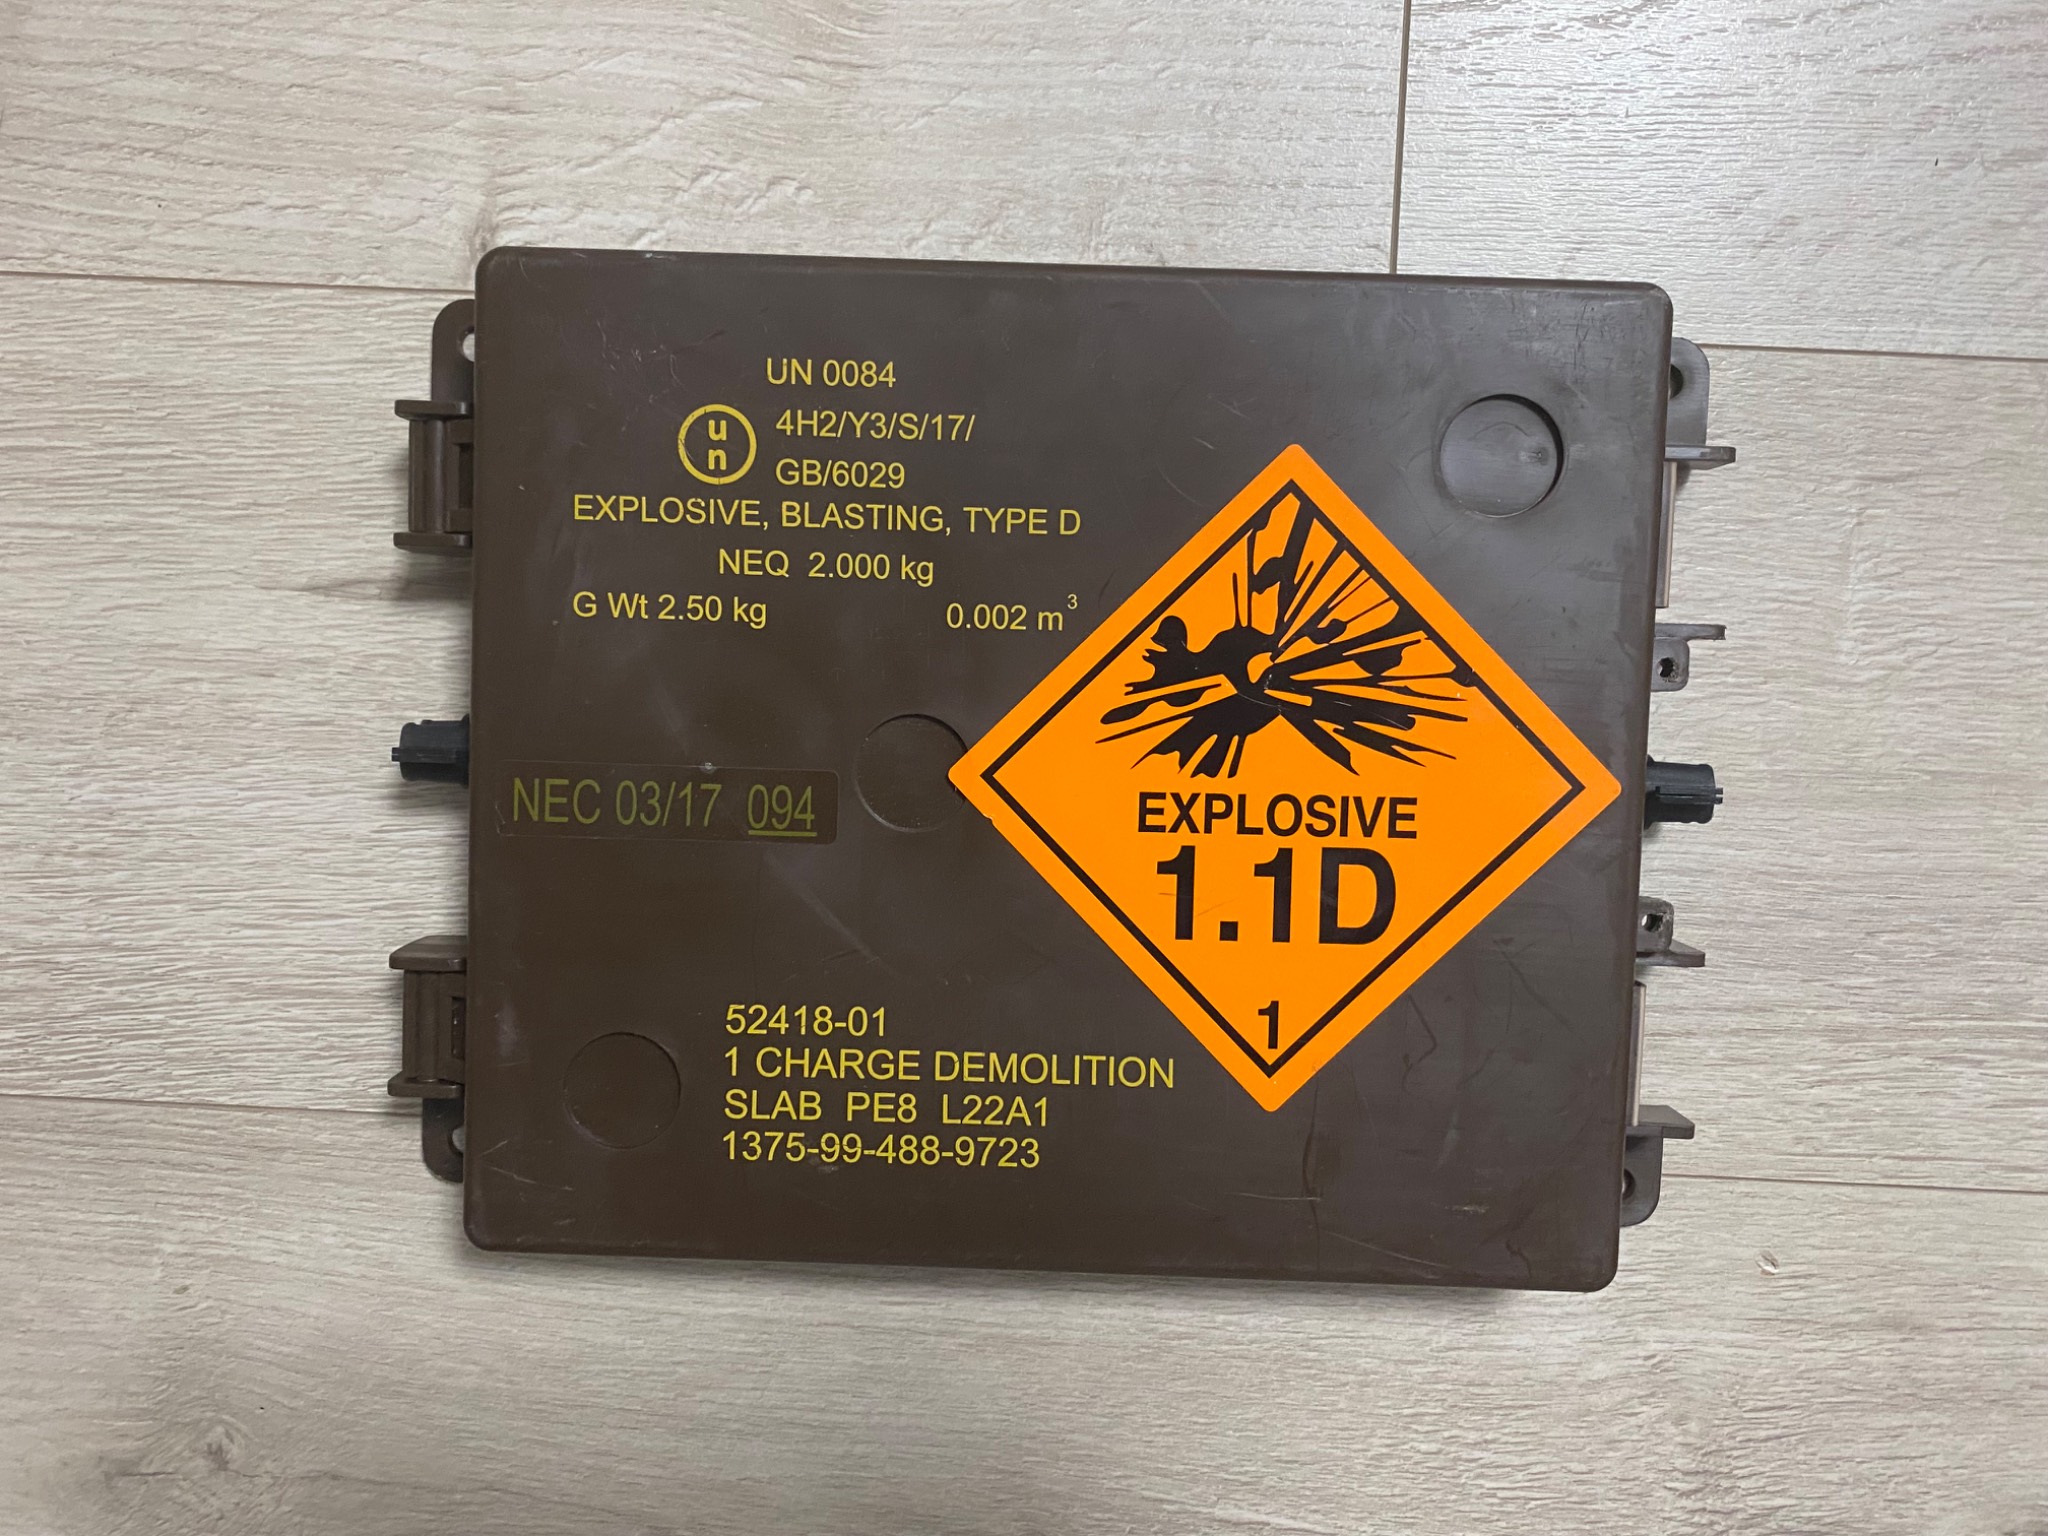 UN 0084
un
4H2/Y3/S/17/
GB/6029
EXPLOSIVE, BLASTING, TYPE D
NEQ 2.000 kg
G Wt 2.50 kg 0.002 m³
NEC 03/17 094
EXPLOSIVE
1.1D
1
52418-01
1 CHARGE DEMOLITION
SLAB PE8 L22A1
1375-99-488-9723